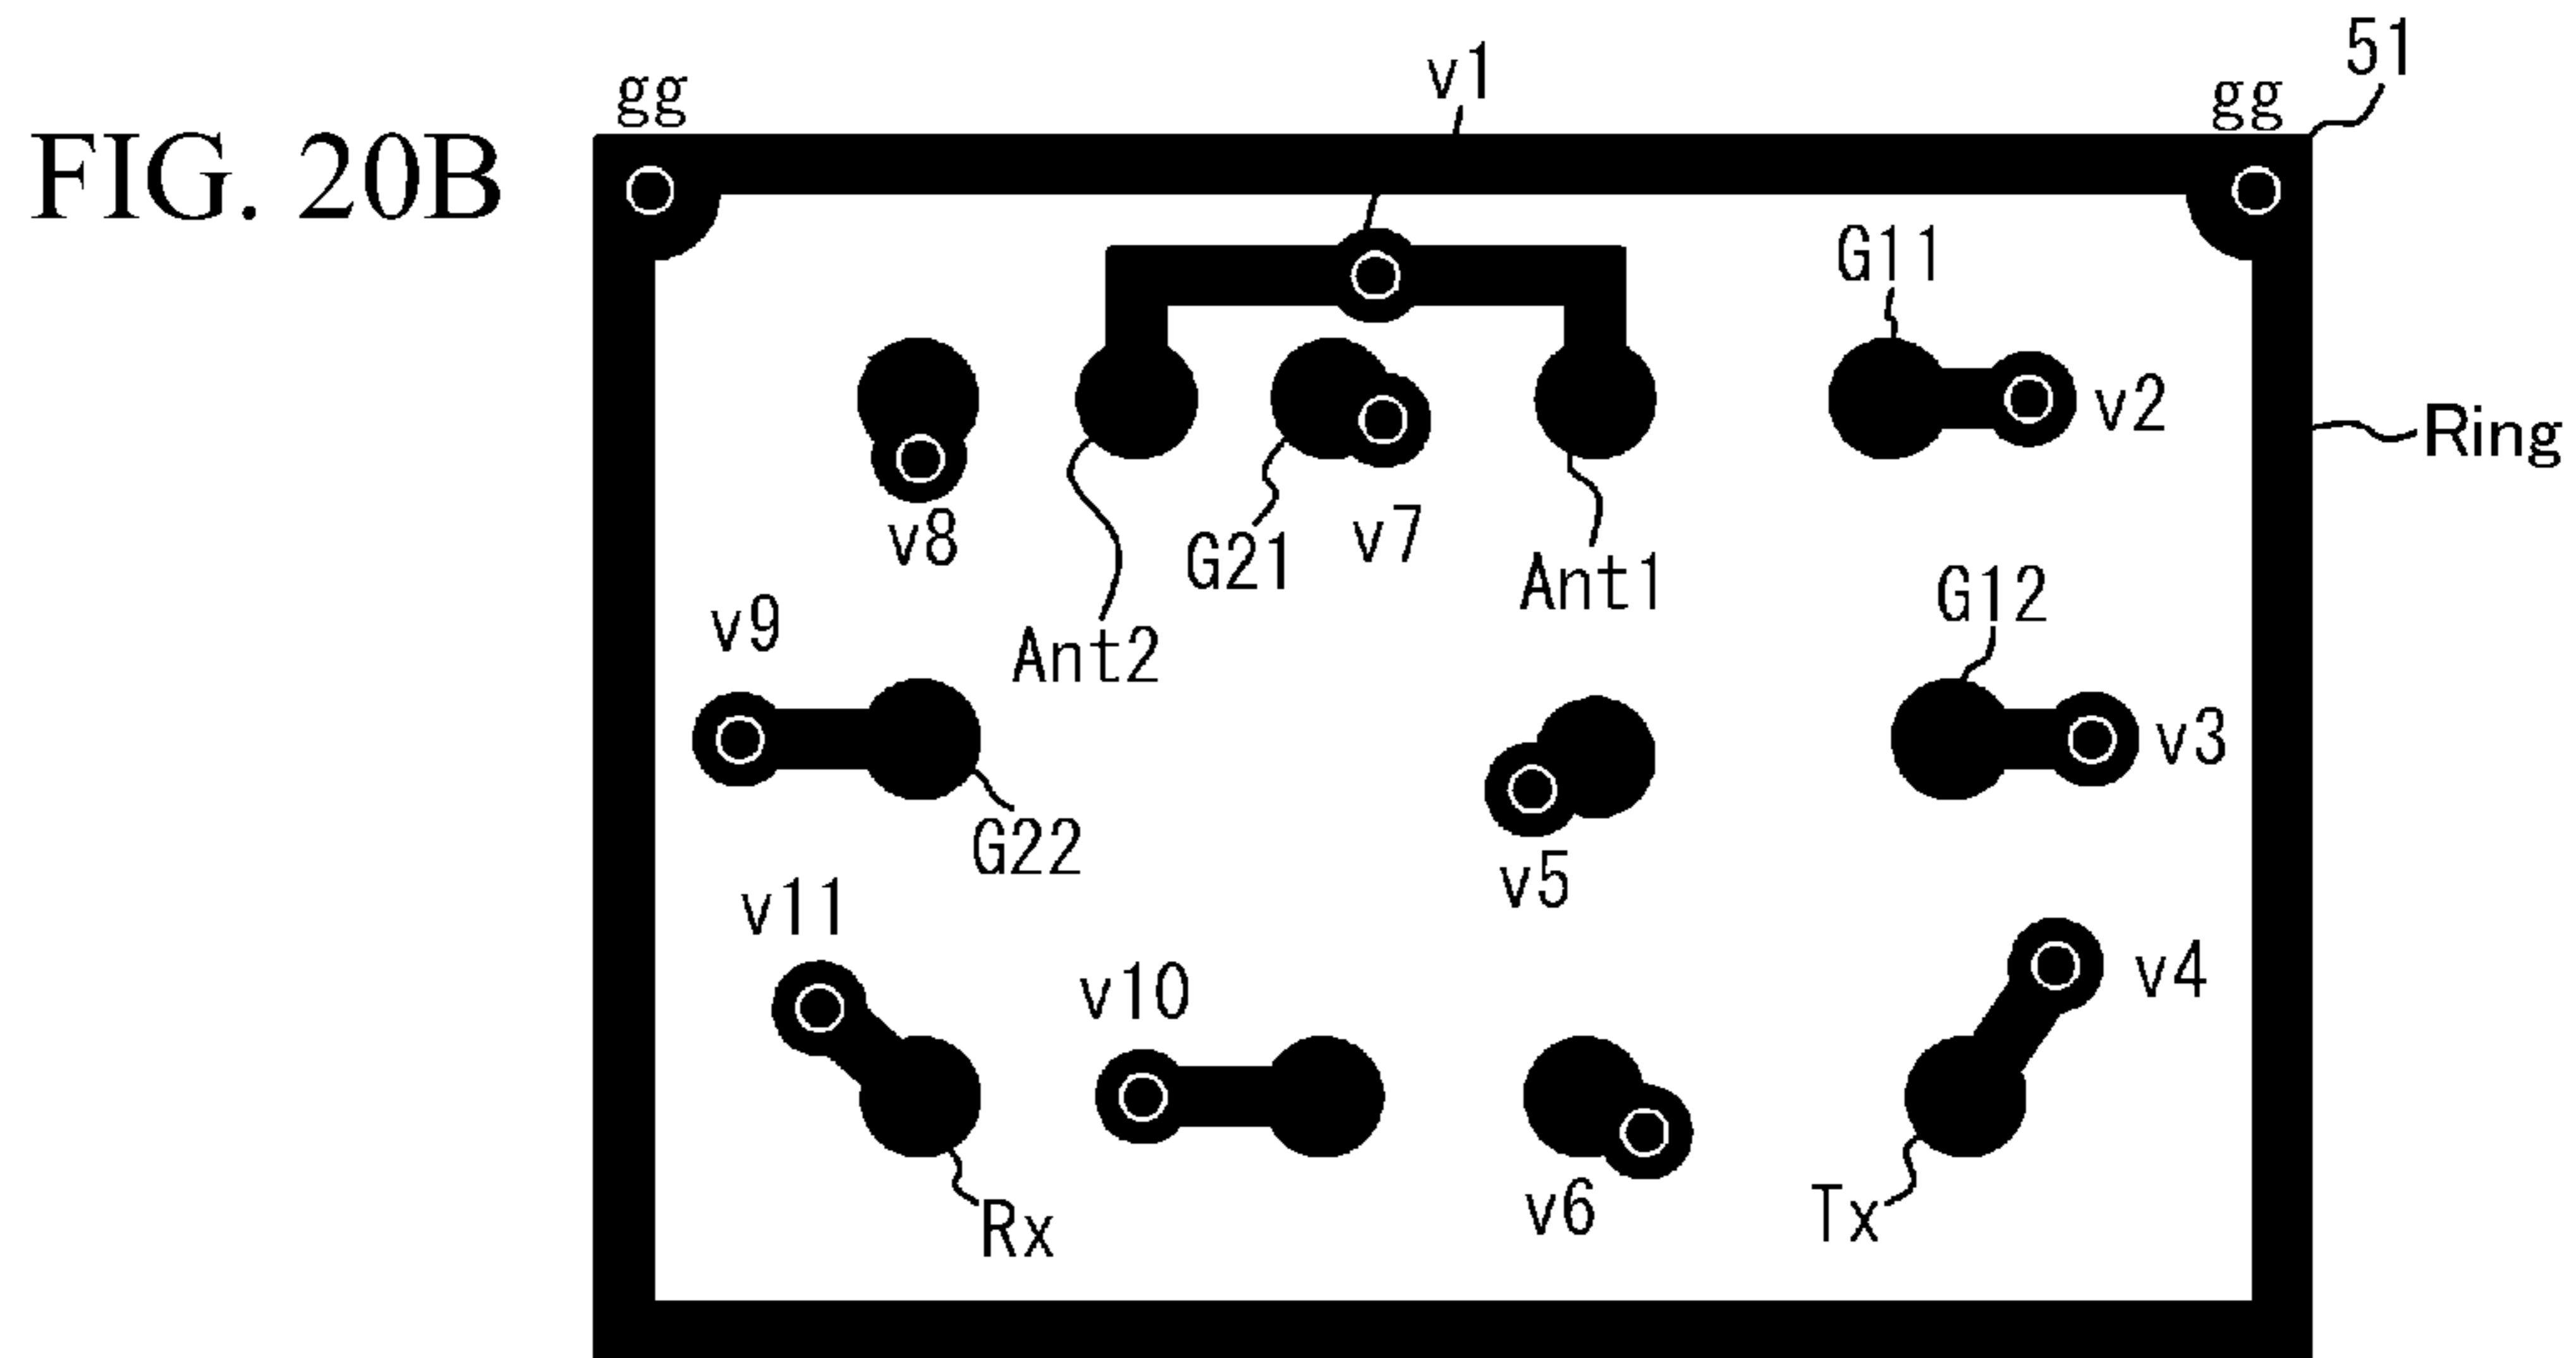 FIG. 20B
gg
v1
gg
51
G11
v2
Ring
v8
G21
v7
Ant1
Ant2
v9
G12
v3
G22
v5
v11
v10
v4
Rx
v6
Tx